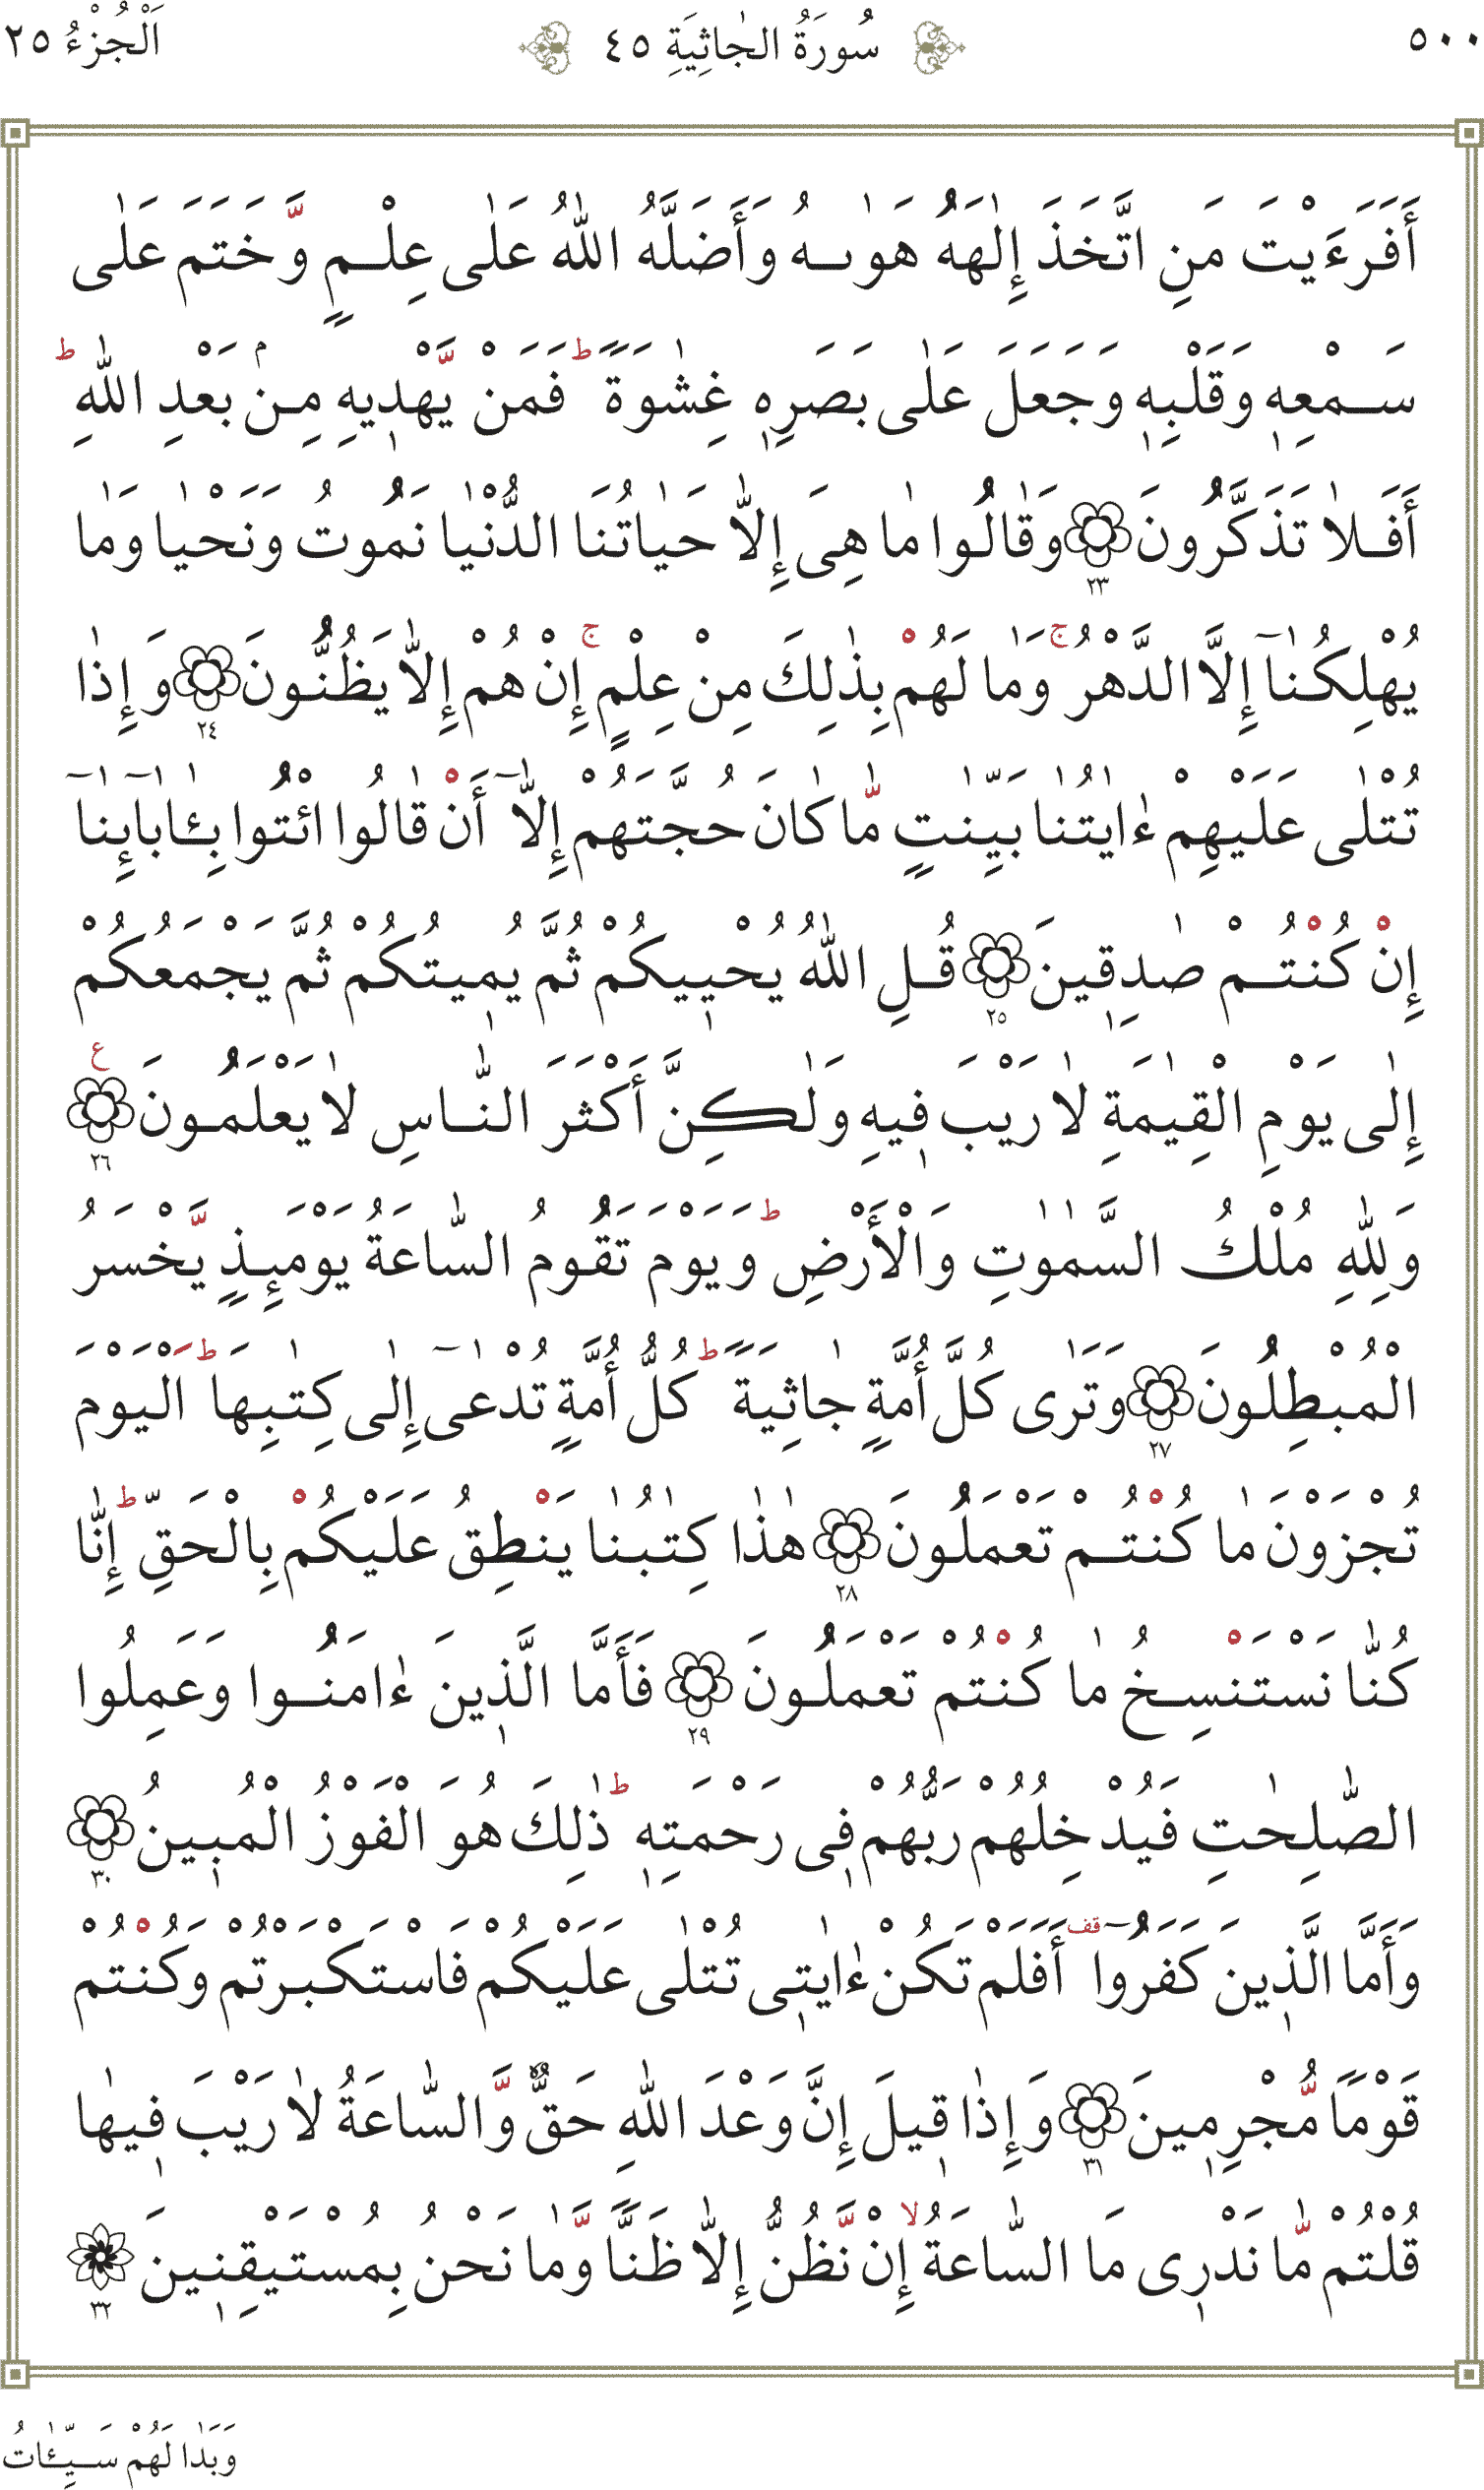 ٥٠٠ سُورَةُ الْجَاثِيَةِ ٤٥ اَلْجُزْءُ ٢٥
أَفَرَءَيْتَ مَنِ اتَّخَذَ إِلٰهَهُ هَوٰىهُ وَأَضَلَّهُ اللّٰهُ عَلٰى عِلْمٍ وَّخَتَمَ عَلٰى
سَمْعِهٖ وَقَلْبِهٖ وَجَعَلَ عَلٰى بَصَرِهٖ غِشٰوَةً ۖ ط فَمَنْ يَّهْدٖيهِ مِنْۢ بَعْدِ اللّٰهِ ط
أَفَلَا تَذَكَّرُونَ ٢٣ وَقَالُوا مَا هِىَ إِلَّا حَيَاتُنَا الدُّنْيَا نَمُوتُ وَنَحْيَا وَمَا
يُهْلِكُنَآ إِلَّا الدَّهْرُ ج وَمَا لَهُمْ بِذٰلِكَ مِنْ عِلْمٍ ج إِنْ هُمْ إِلَّا يَظُنُّونَ ٢٤ وَإِذَا
تُتْلٰى عَلَيْهِمْ ءَايٰتُنَا بَيِّنٰتٍ مَّا كَانَ حُجَّتَهُمْ إِلَّآ أَنْ قَالُوا ائْتُوا بِـَٔابَآئِنَآ
إِنْ كُنْتُمْ صٰدِقٖينَ ٢٥ قُلِ اللّٰهُ يُحْيٖيكُمْ ثُمَّ يُمٖيتُكُمْ ثُمَّ يَجْمَعُكُمْ
إِلٰى يَوْمِ الْقِيٰمَةِ لَا رَيْبَ فٖيهِ وَلٰكِنَّ أَكْثَرَ النَّاسِ لَا يَعْلَمُونَ ع ٢٦
وَلِلّٰهِ مُلْكُ السَّمٰوٰتِ وَالْأَرْضِ ط وَيَوْمَ تَقُومُ السَّاعَةُ يَوْمَئِذٍ يَّخْسَرُ
الْمُبْطِلُونَ ٢٧ وَتَرٰى كُلَّ أُمَّةٍ جَاثِيَةً ط كُلُّ أُمَّةٍ تُدْعٰٓى إِلٰى كِتٰبِهَا ط اَلْيَوْمَ
تُجْزَوْنَ مَا كُنْتُمْ تَعْمَلُونَ ٢٨ هٰذَا كِتٰبُنَا يَنْطِقُ عَلَيْكُمْ بِالْحَقِّ ط إِنَّا
كُنَّا نَسْتَنْسِخُ مَا كُنْتُمْ تَعْمَلُونَ ٢٩ فَأَمَّا الَّذٖينَ ءَامَنُوا وَعَمِلُوا
الصّٰلِحٰتِ فَيُدْخِلُهُمْ رَبُّهُمْ فٖى رَحْمَتِهٖ ط ذٰلِكَ هُوَ الْفَوْزُ الْمُبٖينُ ٣٠
وَأَمَّا الَّذٖينَ كَفَرُوٓا قف أَفَلَمْ تَكُنْ ءَايٰتٖى تُتْلٰى عَلَيْكُمْ فَاسْتَكْبَرْتُمْ وَكُنْتُمْ
قَوْمًا مُّجْرِمٖينَ ٣١ وَإِذَا قٖيلَ إِنَّ وَعْدَ اللّٰهِ حَقٌّ وَّالسَّاعَةُ لَا رَيْبَ فٖيهَا
قُلْتُمْ مَّا نَدْرٖى مَا السَّاعَةُ لا إِنْ نَّظُنُّ إِلَّا ظَنًّا وَّمَا نَحْنُ بِمُسْتَيْقِنٖينَ ٣٢
وَبَدَا لَهُمْ سَيِّـَٔاتُ